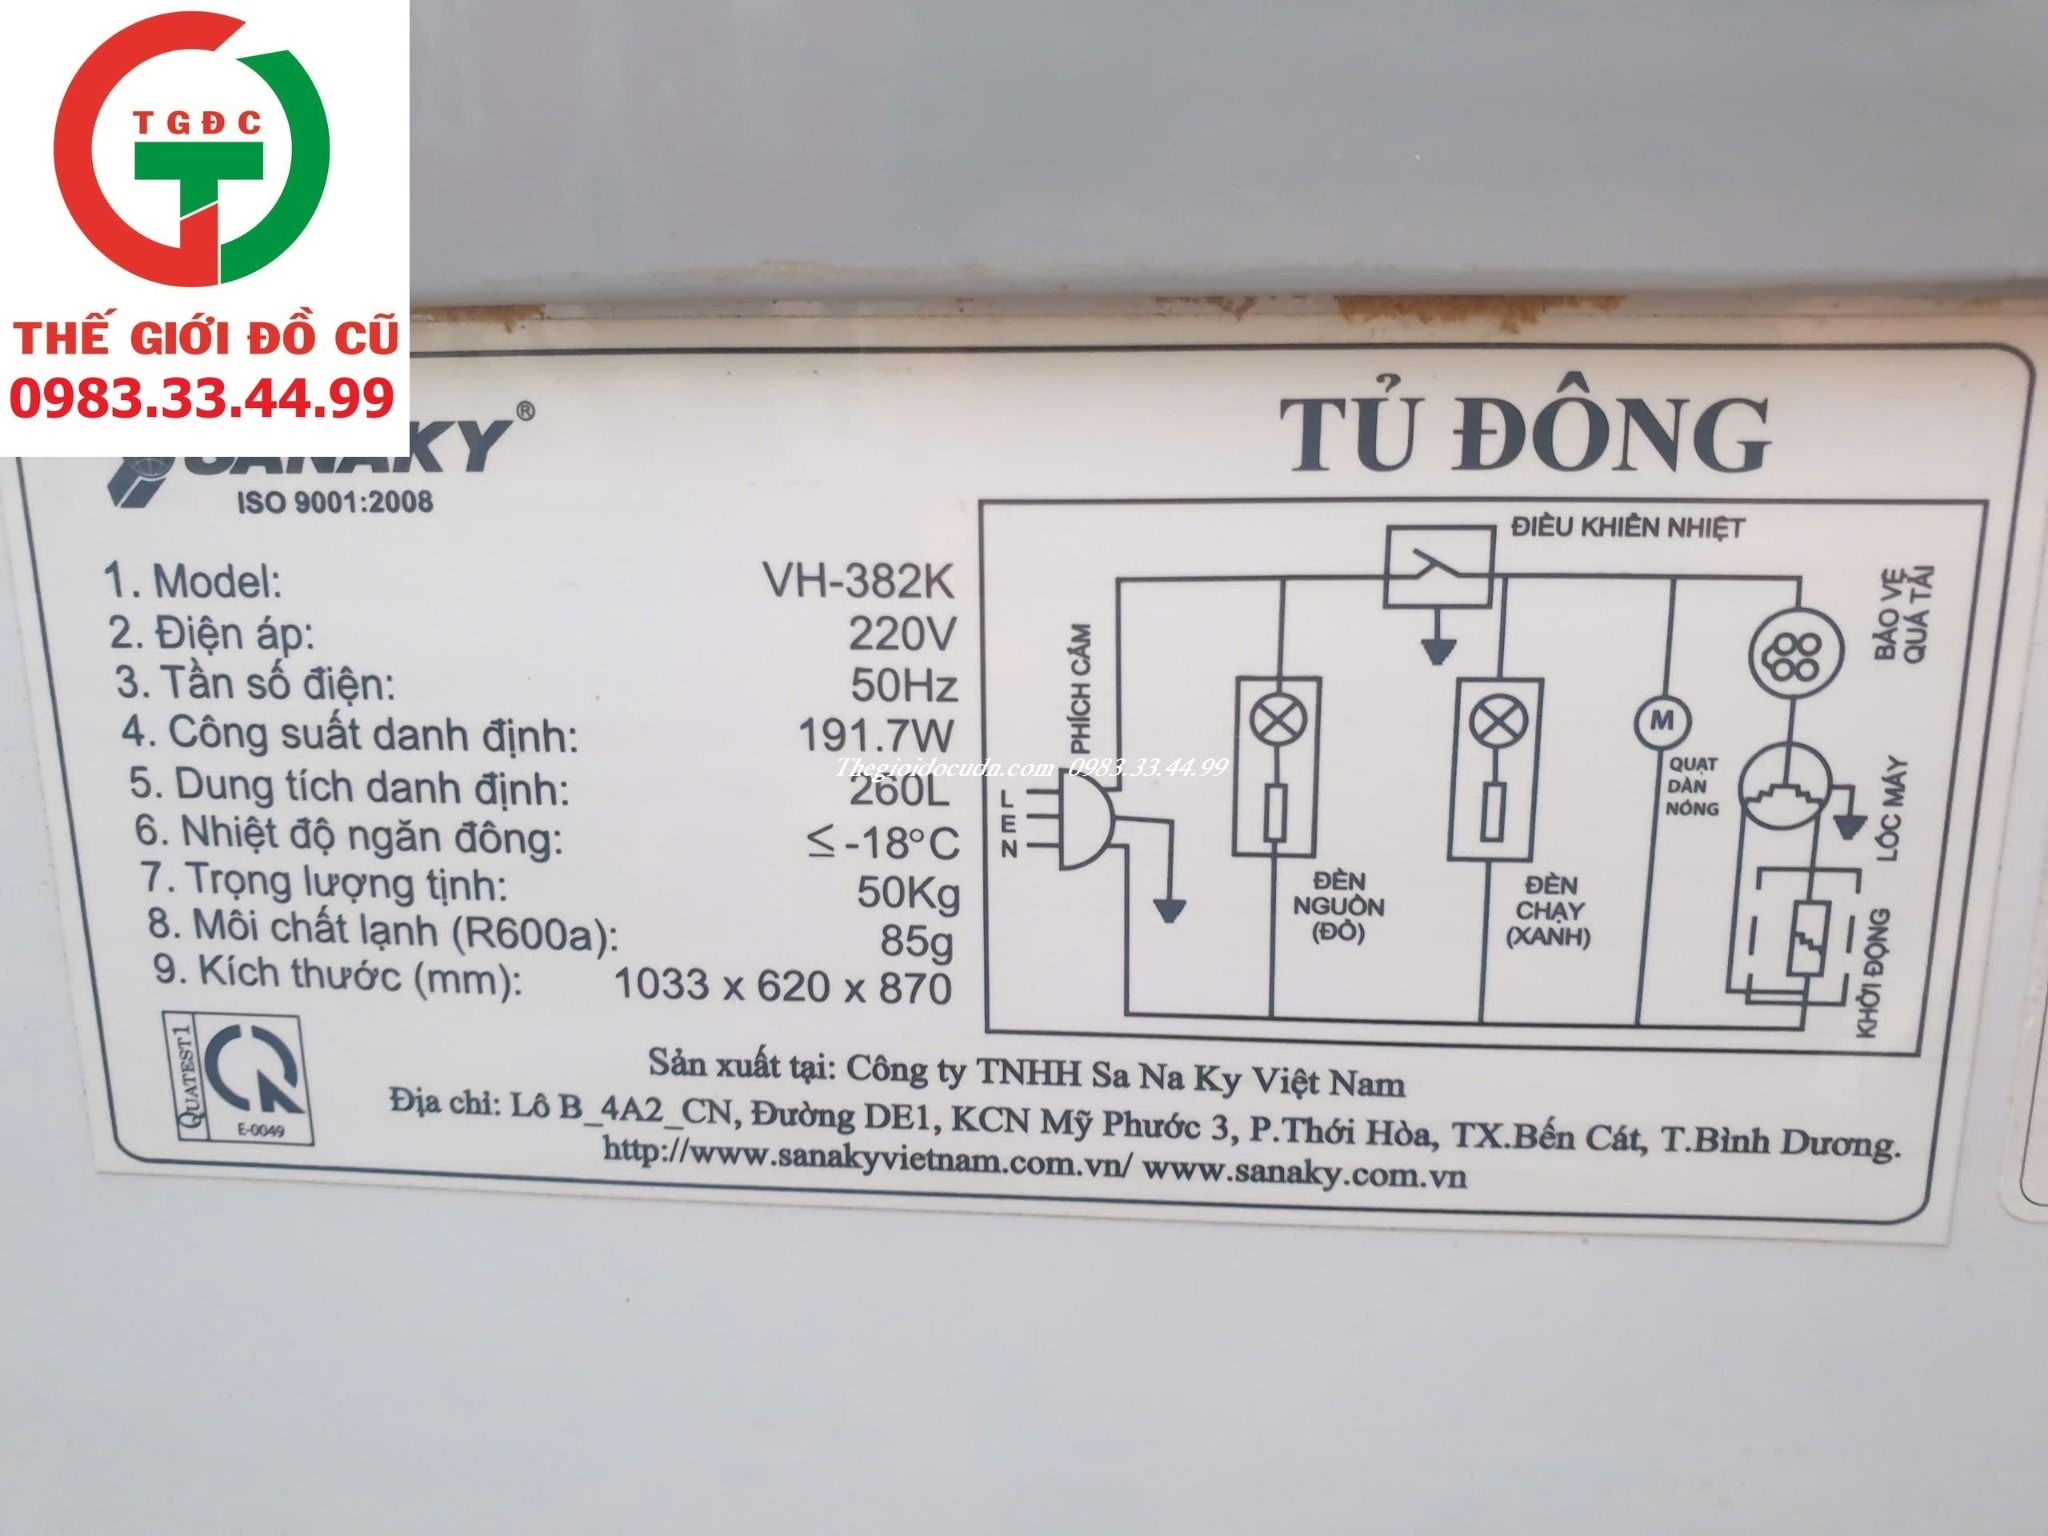 TGĐC
THẾ GIỚI ĐỒ CŨ
0983.33.44.99
SANAKY®
ISO 9001:2008
TỦ ĐÔNG
1. Model: VH-382K
2. Điện áp: 220V
3. Tần số điện: 50Hz
4. Công suất danh định: 191.7W
5. Dung tích danh định: 260L
6. Nhiệt độ ngăn đông: ≤ -18°C
7. Trọng lượng tịnh: 50Kg
8. Môi chất lạnh (R600a): 85g
9. Kích thước (mm): 1033 x 620 x 870
Thegioidocudn.com 0983.33.44.99
ĐIỀU KHIÊN NHIỆT
PHÍCH CẮM
L
E
N
ĐÈN
NGUỒN
(ĐỎ)
ĐÈN
CHẠY
(XANH)
M
QUẠT
DÀN
NÓNG
BẢO VỆ
QUÁ TẢI
LỐC MÁY
KHỞI ĐỘNG
QUATEST1
E-0049
Sản xuất tại: Công ty TNHH Sa Na Ky Việt Nam
Địa chỉ: Lô B_4A2_CN, Đường DE1, KCN Mỹ Phước 3, P.Thới Hòa, TX.Bến Cát, T.Bình Dương.
http://www.sanakyvietnam.com.vn/ www.sanaky.com.vn